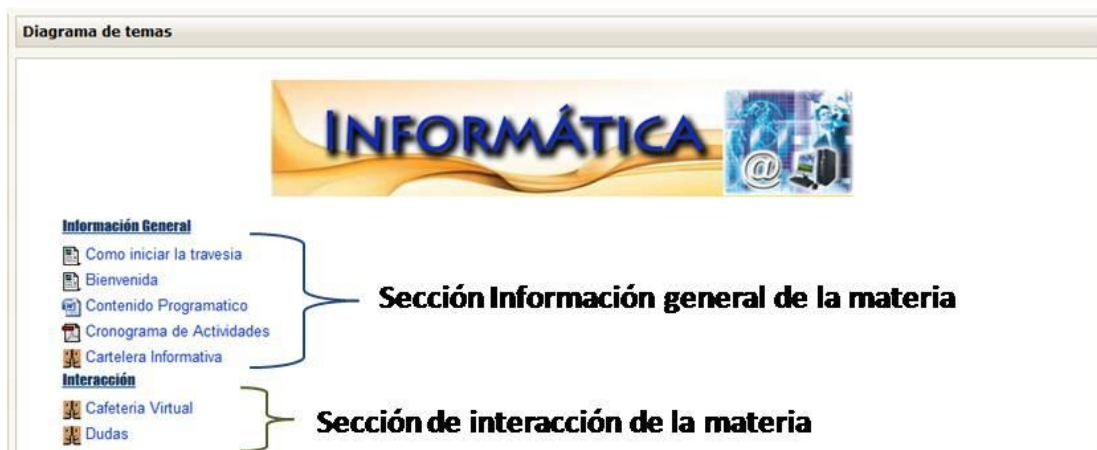 Diagrama de temas
INFORMÁTICA
@
Información General
Como iniciar la travesia
Bienvenida
Contenido Programatico
Cronograma de Actividades
Cartelera Informativa
Sección Información general de la materia
Interacción
Cafeteria Virtual
Dudas
Sección de interacción de la materia